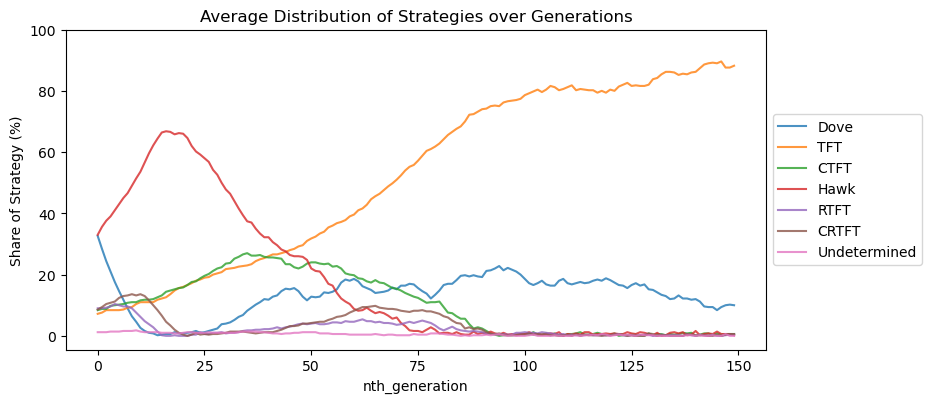 Average Distribution of Strategies over Generations
100
80
60
40
20
0
Share of Strategy (%)
0 25 50 75 100 125 150
nth_generation
Dove
TFT
CTFT
Hawk
RTFT
CRTFT
Undetermined